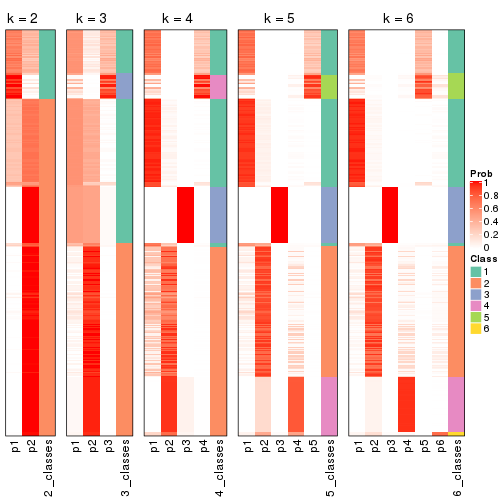 k = 2
k = 3
k = 4
k = 5
k = 6
p1
p2
2_classes
p1
p2
p3
3_classes
p1
p2
p3
p4
4_classes
p1
p2
p3
p4
p5
5_classes
p1
p2
p3
p4
p5
p6
6_classes
Prob
1
0.8
0.6
0.4
0.2
0
Class
1
2
3
4
5
6